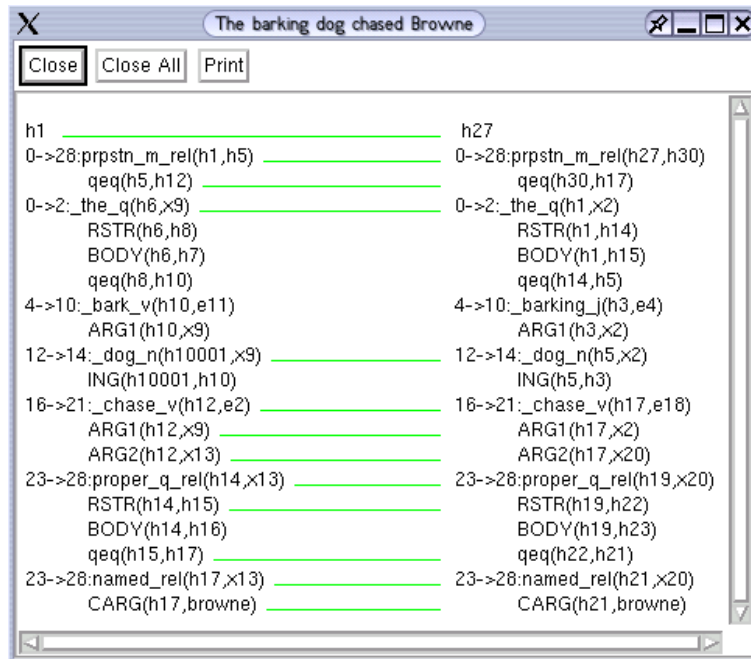 The barking dog chased Browne
Close Close All Print
h1 h27
0->28:prpstn_m_rel(h1,h5) 0->28:prpstn_m_rel(h27,h30)
qeq(h5,h12) qeq(h30,h17)
0->2:_the_q(h6,x9) 0->2:_the_q(h1,x2)
RSTR(h6,h8) RSTR(h1,h14)
BODY(h6,h7) BODY(h1,h15)
qeq(h8,h10) qeq(h14,h5)
4->10:_bark_v(h10,e11) 4->10:_barking_j(h3,e4)
ARG1(h10,x9) ARG1(h3,x2)
12->14:_dog_n(h10001,x9) 12->14:_dog_n(h5,x2)
ING(h10001,h10) ING(h5,h3)
16->21:_chase_v(h12,e2) 16->21:_chase_v(h17,e18)
ARG1(h12,x9) ARG1(h17,x2)
ARG2(h12,x13) ARG2(h17,x20)
23->28:proper_q_rel(h14,x13) 23->28:proper_q_rel(h19,x20)
RSTR(h14,h15) RSTR(h19,h22)
BODY(h14,h16) BODY(h19,h23)
qeq(h15,h17) qeq(h22,h21)
23->28:named_rel(h17,x13) 23->28:named_rel(h21,x20)
CARG(h17,browne) CARG(h21,browne)